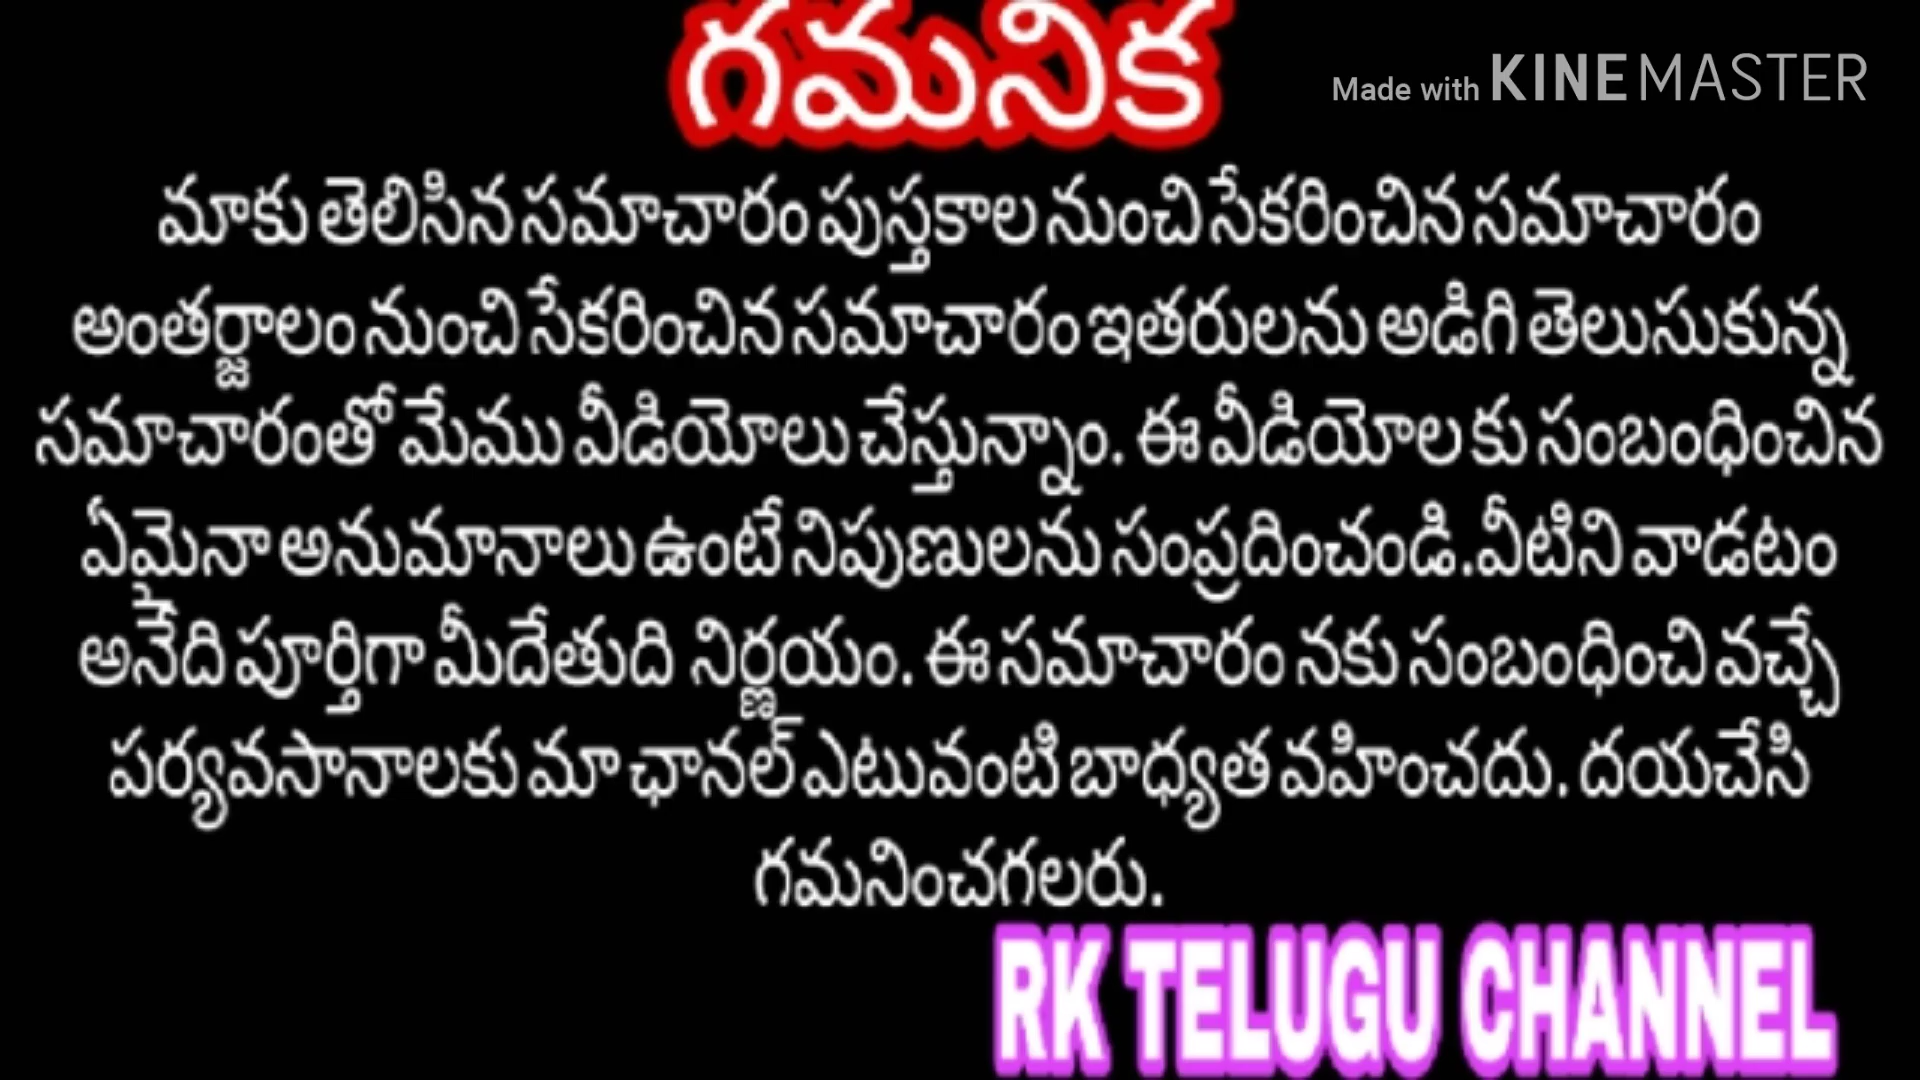 గమనిక
Made with KINEMASTER
మాకు తెలిసిన సమాచారం పుస్తకాల నుంచి సేకరించిన సమాచారం
అంతర్జాలం నుంచి సేకరించిన సమాచారం ఇతరులను అడిగి తెలుసుకున్న
సమాచారంతో మేము వీడియోలు చేస్తున్నాం. ఈ వీడియోల కు సంబంధించిన
ఏమైనా అనుమానాలు ఉంటే నిపుణులను సంప్రదించండి.వీటిని వాడటం
అనేది పూర్తిగా మీదేతుది నిర్ణయం. ఈ సమాచారం నకు సంబంధించి వచ్చే
పర్యవసానాలకు మా ఛానల్ ఎటువంటి బాధ్యత వహించదు. దయచేసి
గమనించగలరు.
RK TELUGU CHANNEL